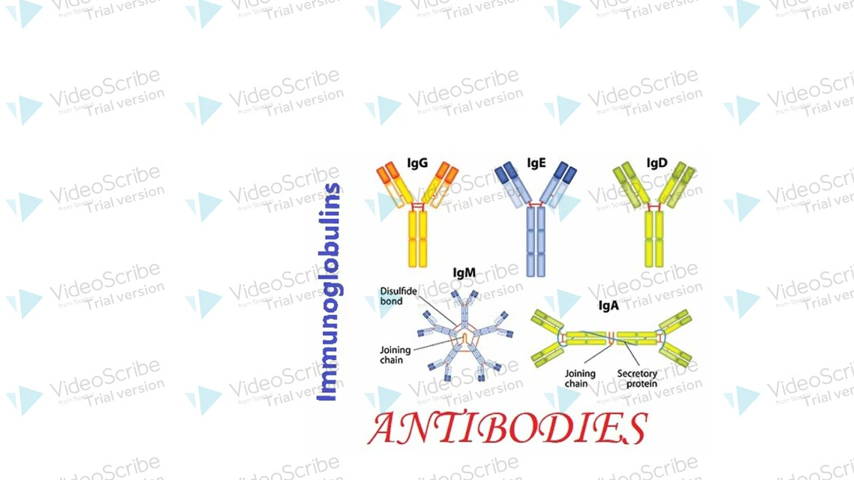 VideoScribe
Trial version
Immunoglobulins
IgG
IgE
IgD
IgM
Disulfide
bond
Joining
chain
IgA
Joining
chain
Secretory
protein
ANTIBODIES